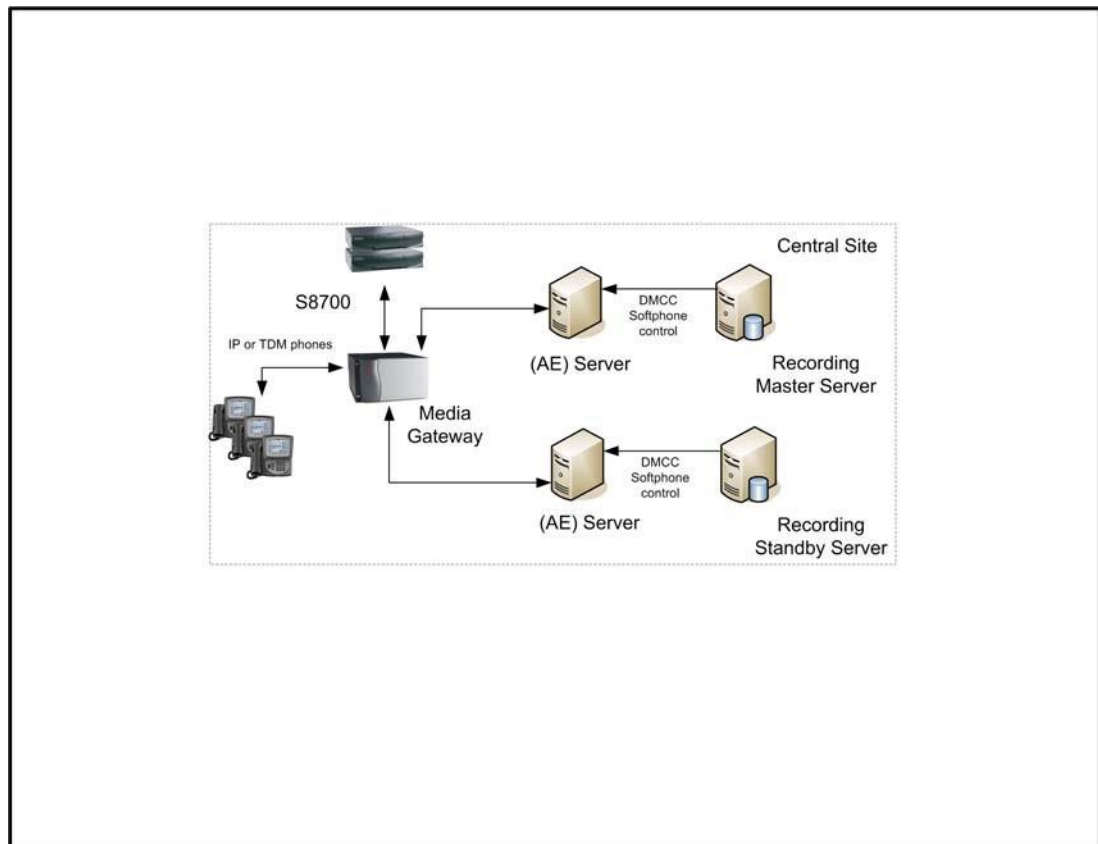 Central Site
S8700
DMCC
Softphone
control
IP or TDM phones
(AE) Server
Recording
Master Server
Media
Gateway
DMCC
Softphone
control
(AE) Server
Recording
Standby Server